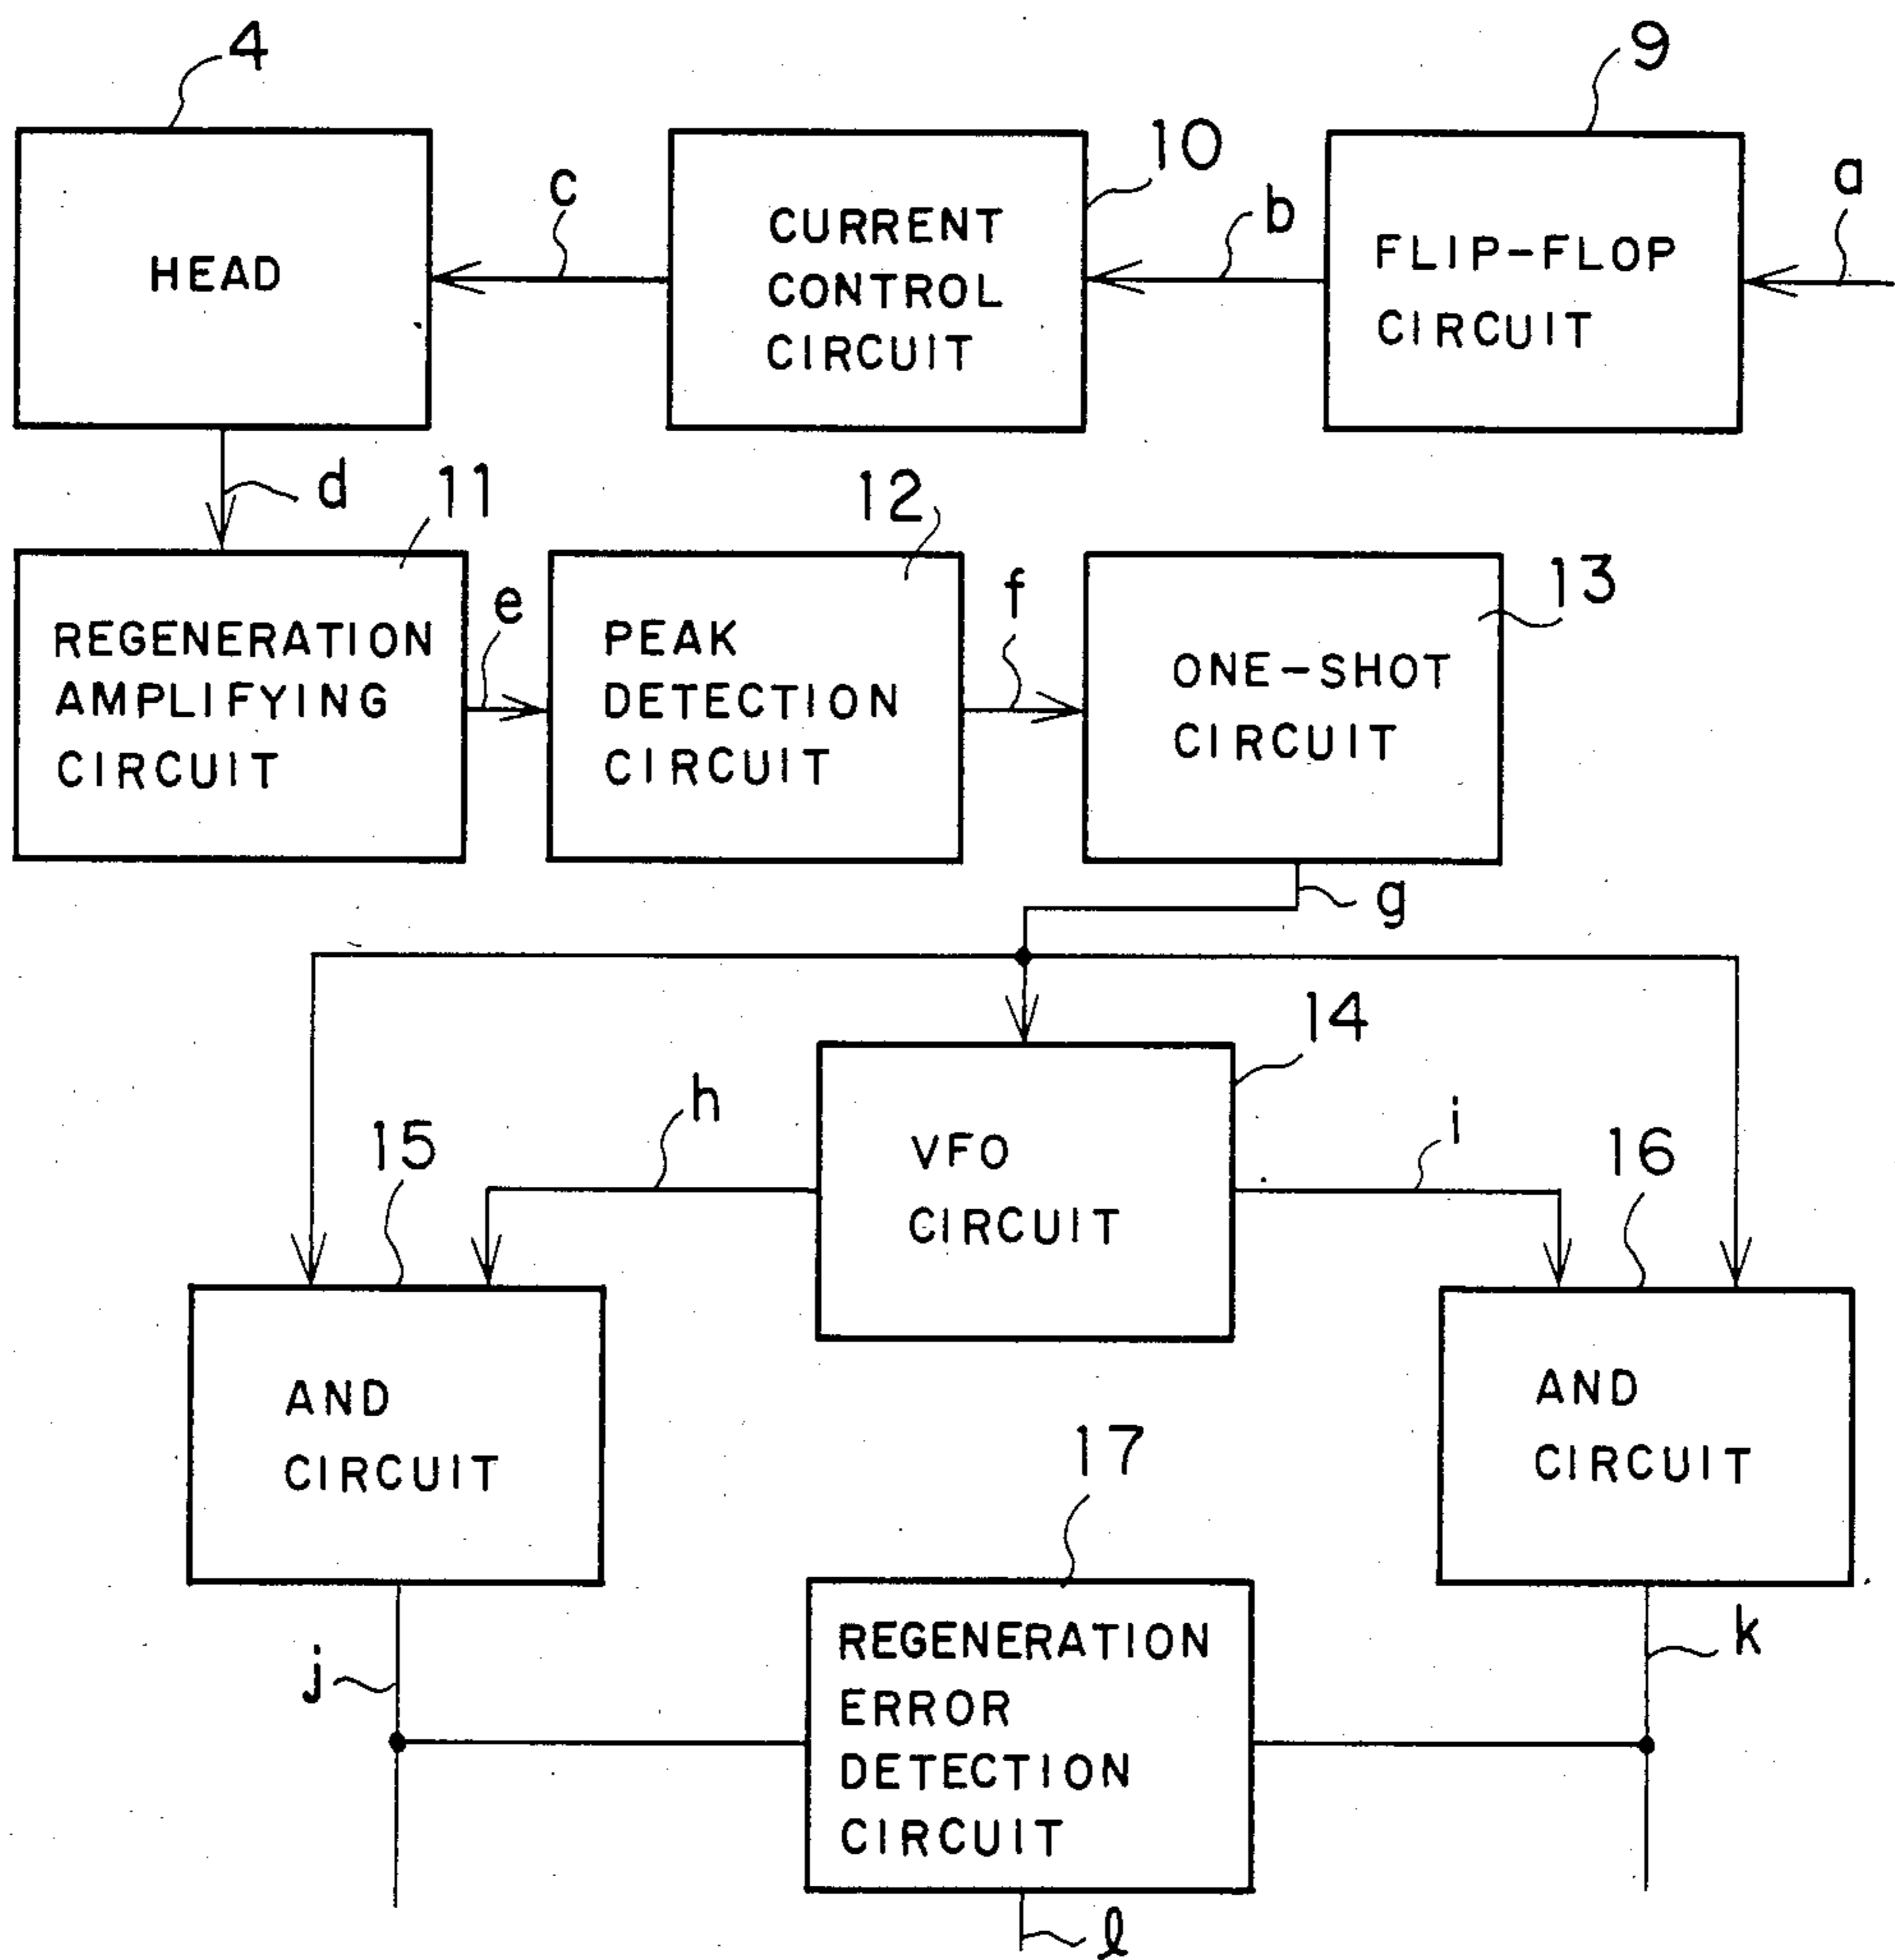 4
9
10
c
b
a
HEAD
CURRENT
CONTROL
CIRCUIT
FLIP-FLOP
CIRCUIT
d
11
12
13
e
f
REGENERATION
AMPLIFYING
CIRCUIT
PEAK
DETECTION
CIRCUIT
ONE-SHOT
CIRCUIT
g
14
h
i
15
16
VFO
CIRCUIT
AND
CIRCUIT
AND
CIRCUIT
17
j
k
REGENERATION
ERROR
DETECTION
CIRCUIT
ℓ